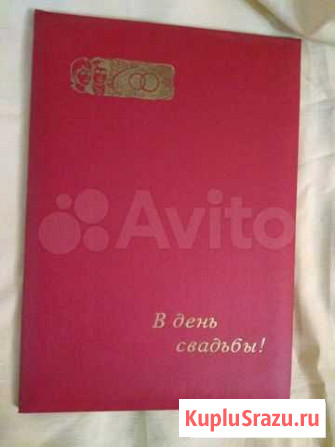 Avito
В день
свадьбы!
KupluSrazu.ru